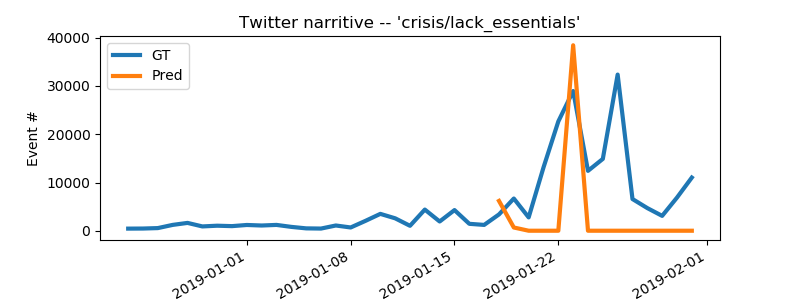 Twitter narritive -- 'crisis/lack_essentials'
GT
Pred
Event #
40000
30000
20000
10000
0
2019-01-01
2019-01-08
2019-01-15
2019-01-22
2019-02-01